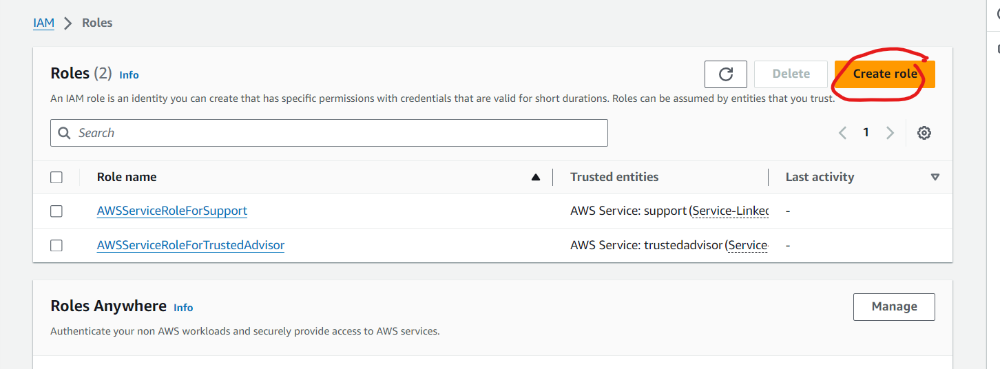 IAM > Roles
Roles (2) Info
Delete
Create role
An IAM role is an identity you can create that has specific permissions with credentials that are valid for short durations. Roles can be assumed by entities that you trust.
Search
1
Role name Trusted entities Last activity
AWSServiceRoleForSupport AWS Service: support (Service-Linked -
AWSServiceRoleForTrustedAdvisor AWS Service: trustedadvisor (Service- -
Roles Anywhere Info
Manage
Authenticate your non AWS workloads and securely provide access to AWS services.